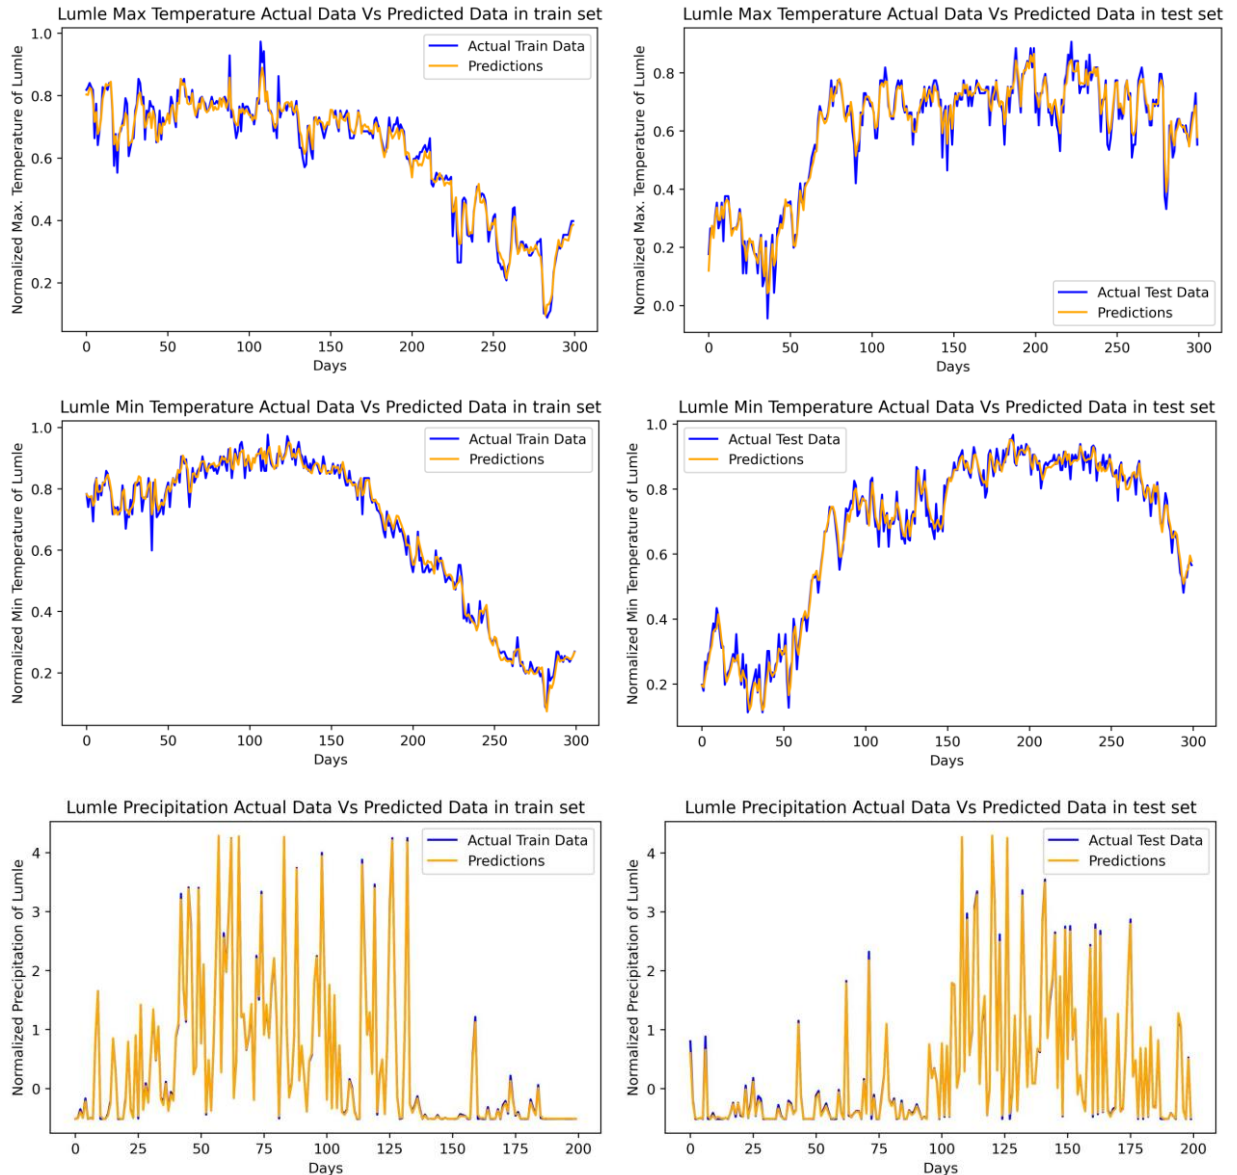 Lumle Max Temperature Actual Data Vs Predicted Data in train set
Normalized Max. Temperature of Lumle
1.0
0.8
0.6
0.4
0.2
Actual Train Data
Predictions
0 50 100 150 200 250 300
Days
Lumle Max Temperature Actual Data Vs Predicted Data in test set
Normalized Max. Temperature of Lumle
0.8
0.6
0.4
0.2
0.0
Actual Test Data
Predictions
0 50 100 150 200 250 300
Days
Lumle Min Temperature Actual Data Vs Predicted Data in train set
Normalized Min Temperature of Lumle
1.0
0.8
0.6
0.4
0.2
Actual Train Data
Predictions
0 50 100 150 200 250 300
Days
Lumle Min Temperature Actual Data Vs Predicted Data in test set
Normalized Min Temperature of Lumle
1.0
0.8
0.6
0.4
0.2
Actual Test Data
Predictions
0 50 100 150 200 250 300
Days
Lumle Precipitation Actual Data Vs Predicted Data in train set
Normalized Precipitation of Lumle
4
3
2
1
0
Actual Train Data
Predictions
0 25 50 75 100 125 150 175 200
Days
Lumle Precipitation Actual Data Vs Predicted Data in test set
Normalized Precipitation of Lumle
4
3
2
1
0
Actual Test Data
Predictions
0 25 50 75 100 125 150 175 200
Days